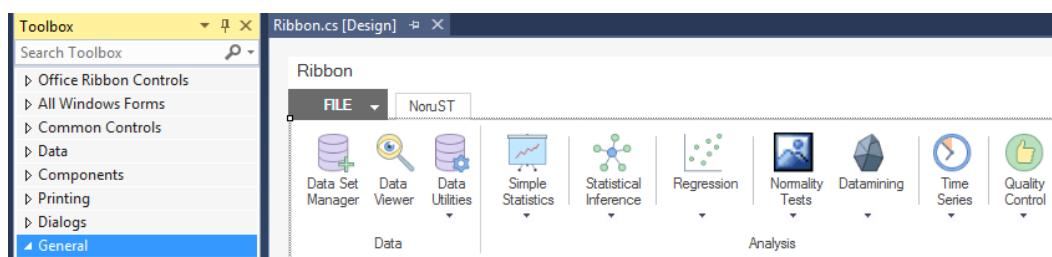 Toolbox
Search Toolbox
Office Ribbon Controls
All Windows Forms
Common Controls
Data
Components
Printing
Dialogs
General
Ribbon.cs [Design]
Ribbon
FILE NoruST
Data Set Manager
Data Viewer
Data Utilities
Simple Statistics
Statistical Inference
Regression
Normality Tests
Datamining
Time Series
Quality Control
Data Analysis